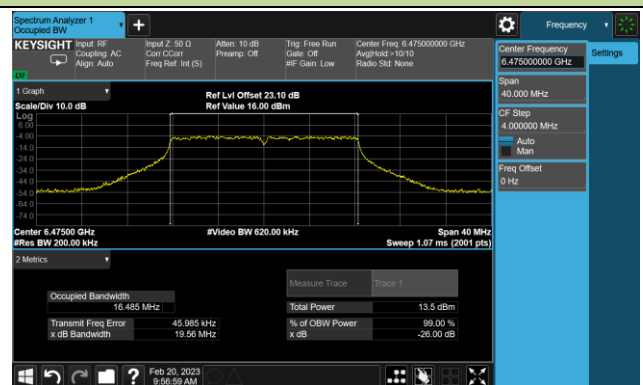 Spectrum Analyzer 1
Occupied BW
+
Frequency
KEYSIGHT
Input: RF
Coupling: AC
Align: Auto
Input Z: 50 Ω
Corr CCorr
Freq Ref: Int (S)
Atten: 10 dB
Preamp: Off
Trig: Free Run
Gate: Off
#IF Gain: Low
Center Freq: 6.475000000 GHz
Avg|Hold:>10/10
Radio Std: None
LW
Center Frequency
6.475000000 GHz
Settings
Span
40.000 MHz
CF Step
4.000000 MHz
Auto
Man
Freq Offset
0 Hz
1 Graph
Scale/Div 10.0 dB
Ref Lvl Offset 23.10 dB
Ref Value 16.00 dBm
Log
6.00
-4.00
-14.0
-24.0
-34.0
-44.0
-54.0
-64.0
-74.0
Center 6.47500 GHz
#Res BW 200.00 kHz
#Video BW 620.00 kHz
Span 40 MHz
Sweep 1.07 ms (2001 pts)
2 Metrics
Measure Trace
Trace 1
Occupied Bandwidth
16.485 MHz
Total Power
13.5 dBm
Transmit Freq Error
45.985 kHz
% of OBW Power
99.00 %
x dB Bandwidth
19.56 MHz
x dB
-26.00 dB
?
Feb 20, 2023
9:56:59 AM